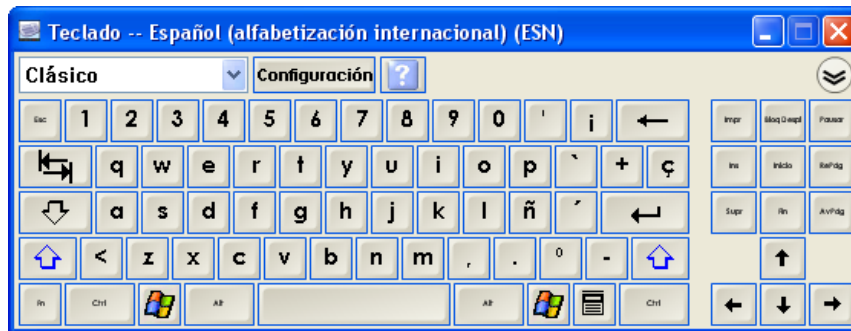 Teclado -- Español (alfabetización internacional) (ESN)
Clásico Configuración ?
Esc 1 2 3 4 5 6 7 8 9 0 ' ¡ Impr Bloq Despl Pausar
q w e r t y u i o p ` + ç Ins Inicio RePág
a s d f g h j k l ñ ´ Supr Fin AvPág
< z x c v b n m , . º -
Fn Ctrl Alt Alt Ctrl